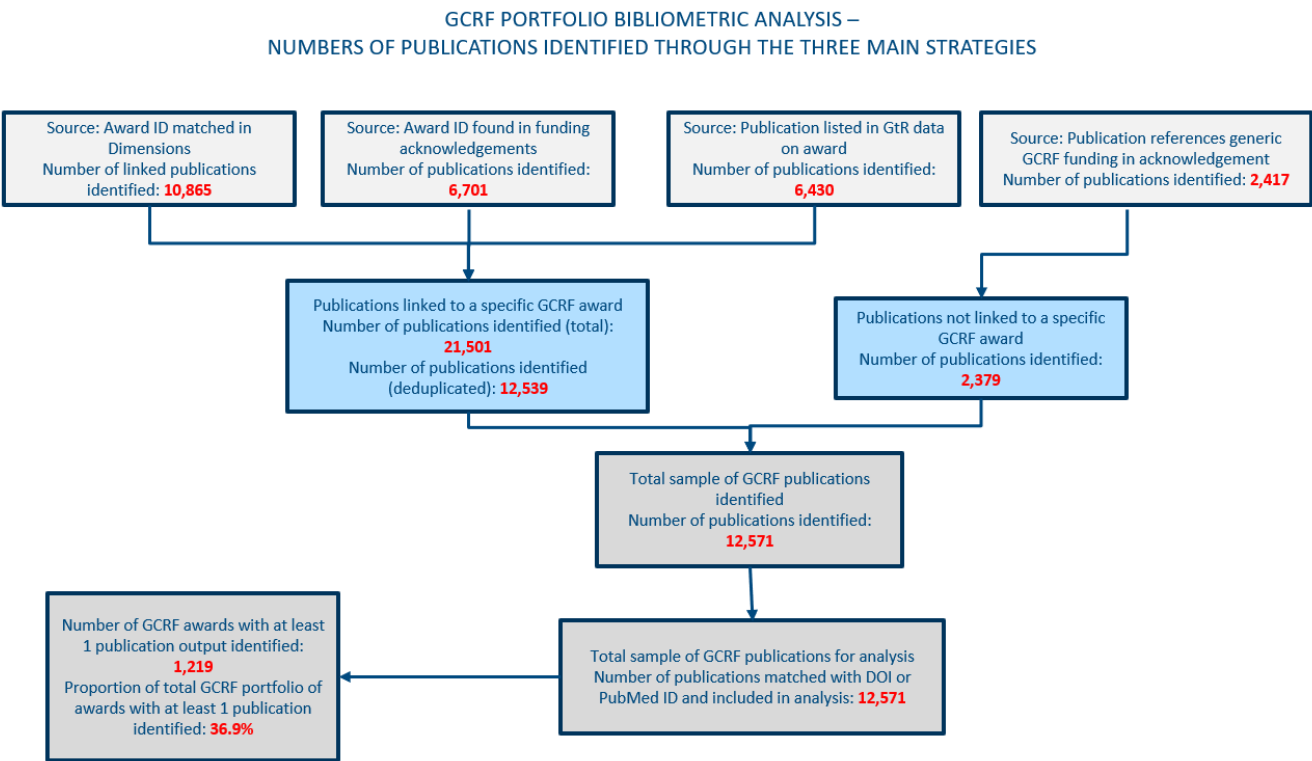 GCRF PORTFOLIO BIBLIOMETRIC ANALYSIS –
NUMBERS OF PUBLICATIONS IDENTIFIED THROUGH THE THREE MAIN STRATEGIES
Source: Award ID matched in
Dimensions
Number of linked publications
identified: 10,865
Source: Award ID found in funding
acknowledgements
Number of publications identified:
6,701
Source: Publication listed in GtR data
on award
Number of publications identified:
6,430
Source: Publication references generic
GCRF funding in acknowledgement
Number of publications identified: 2,417
Publications linked to a specific GCRF award
Number of publications identified (total):
21,501
Number of publications identified
(deduplicated): 12,539
Publications not linked to a specific
GCRF award
Number of publications identified:
2,379
Total sample of GCRF publications
identified
Number of publications identified:
12,571
Number of GCRF awards with at least
1 publication output identified:
1,219
Proportion of total GCRF portfolio of
awards with at least 1 publication
identified: 36.9%
Total sample of GCRF publications for analysis
Number of publications matched with DOI or
PubMed ID and included in analysis: 12,571